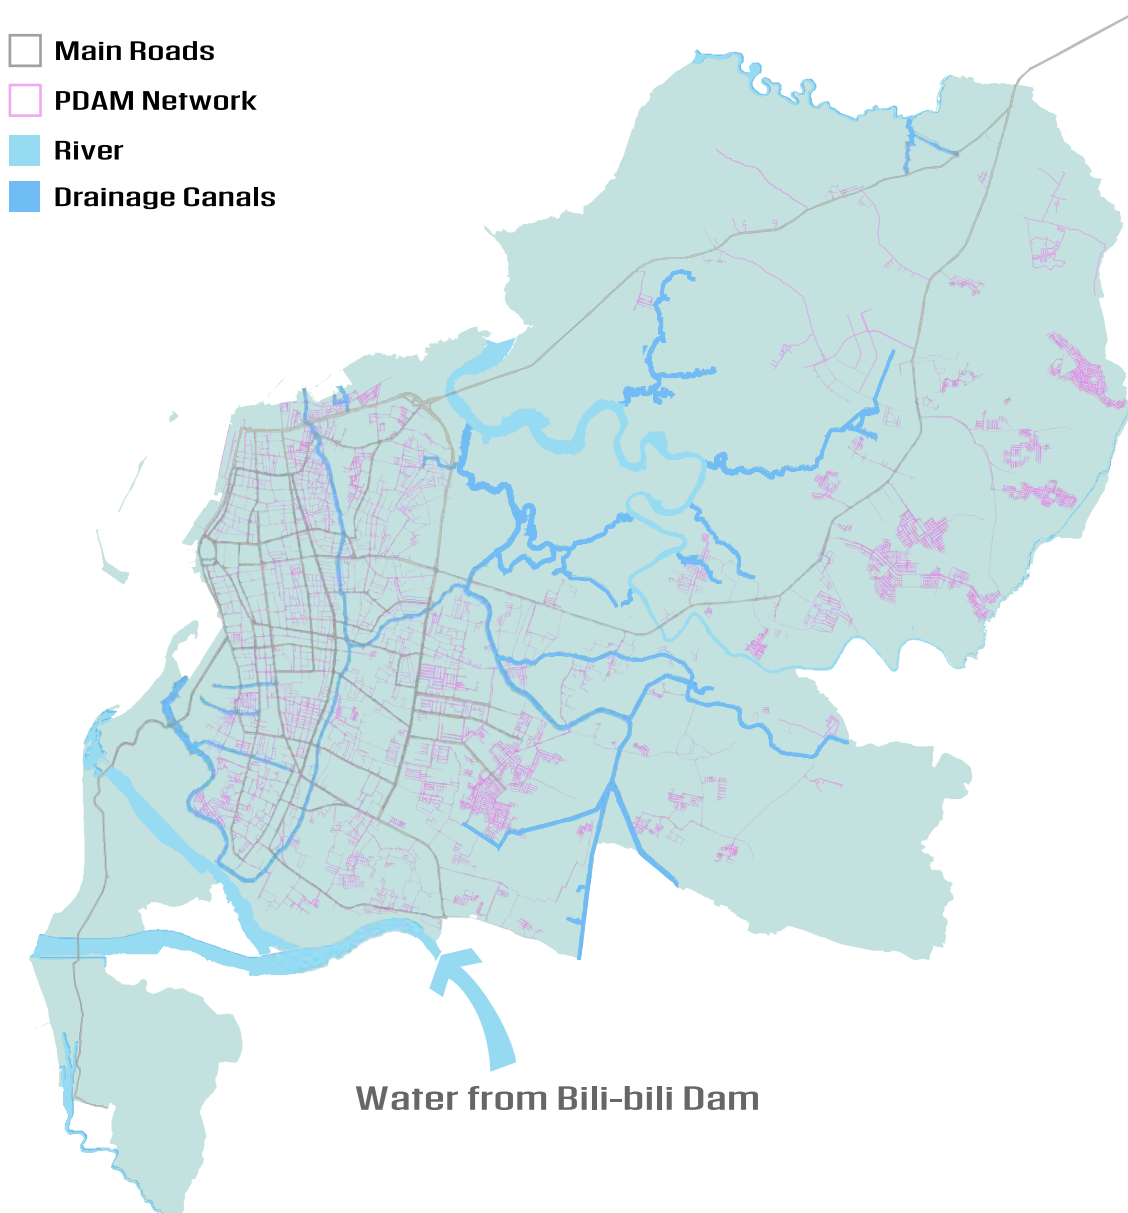 Main Roads
PDAM Network
River
Drainage Canals
Water from Bili-bili Dam